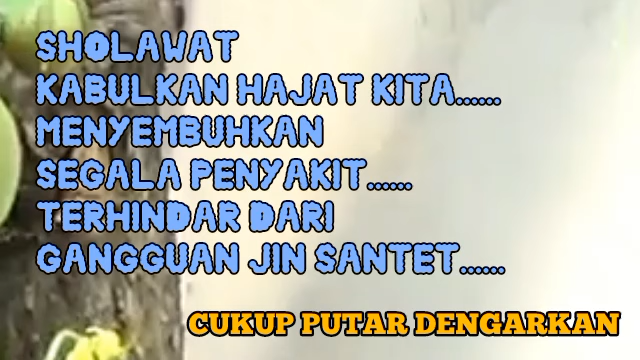 SHOLAWAT
KABULKAN HAJAT KITA......
MENYEMBUHKAN
SEGALA PENYAKIT......
TERHINDAR DARI
GANGGUAN JIN SANTET......
CUKUP PUTAR DENGARKAN